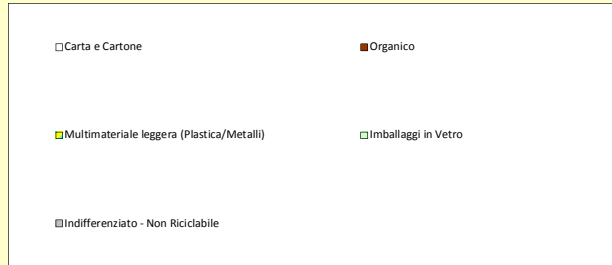 Carta e Cartone
Organico
Multimateriale leggera (Plastica/Metalli)
Imballaggi in Vetro
Indifferenziato - Non Riciclabile